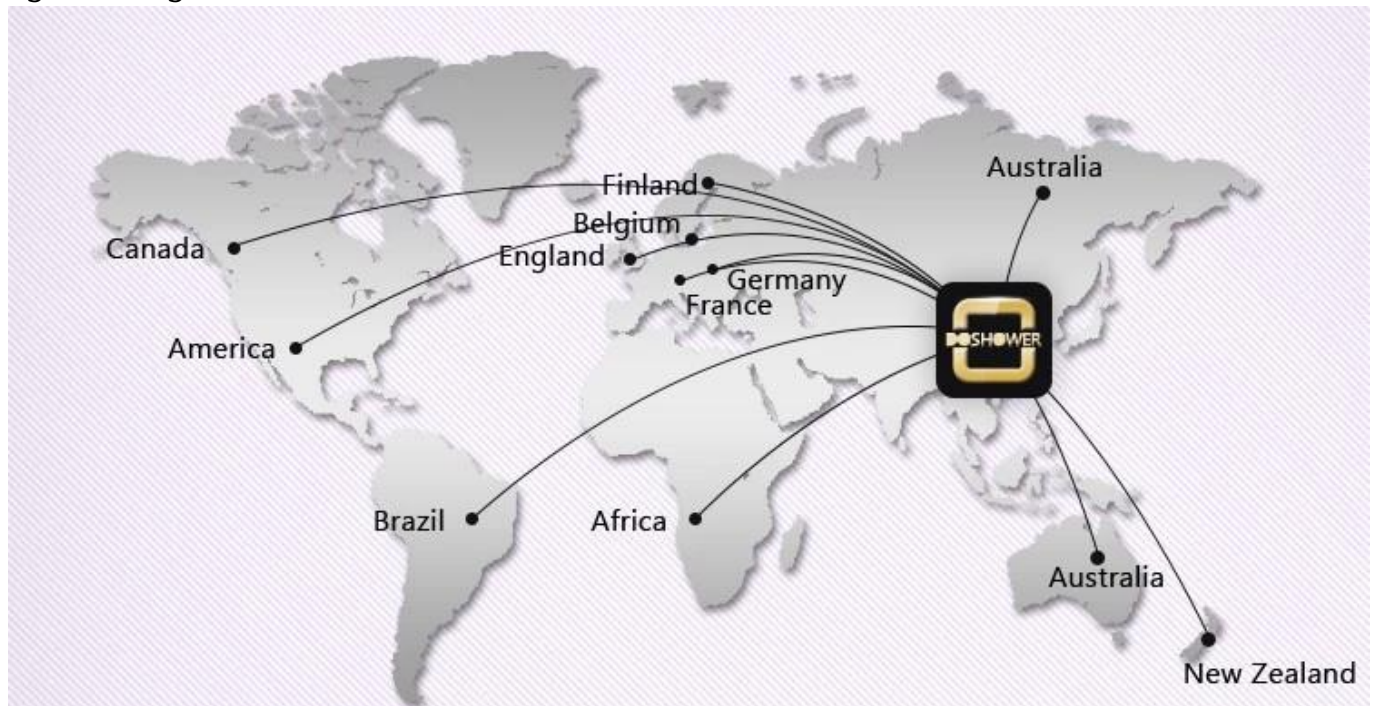 Australia
Finland
Belgium
Canada
England
Germany
France
DOSHOWER
America
Brazil
Africa
Australia
New Zealand